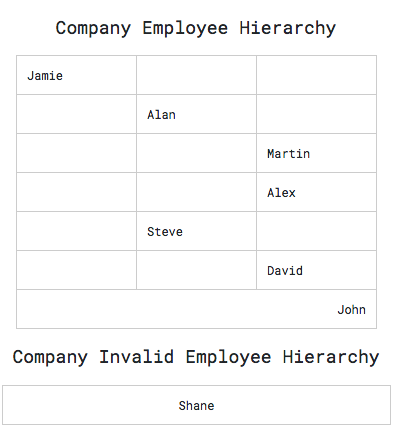 Company Employee Hierarchy
Jamie
Alan
Martin
Alex
Steve
David
John
Company Invalid Employee Hierarchy
Shane